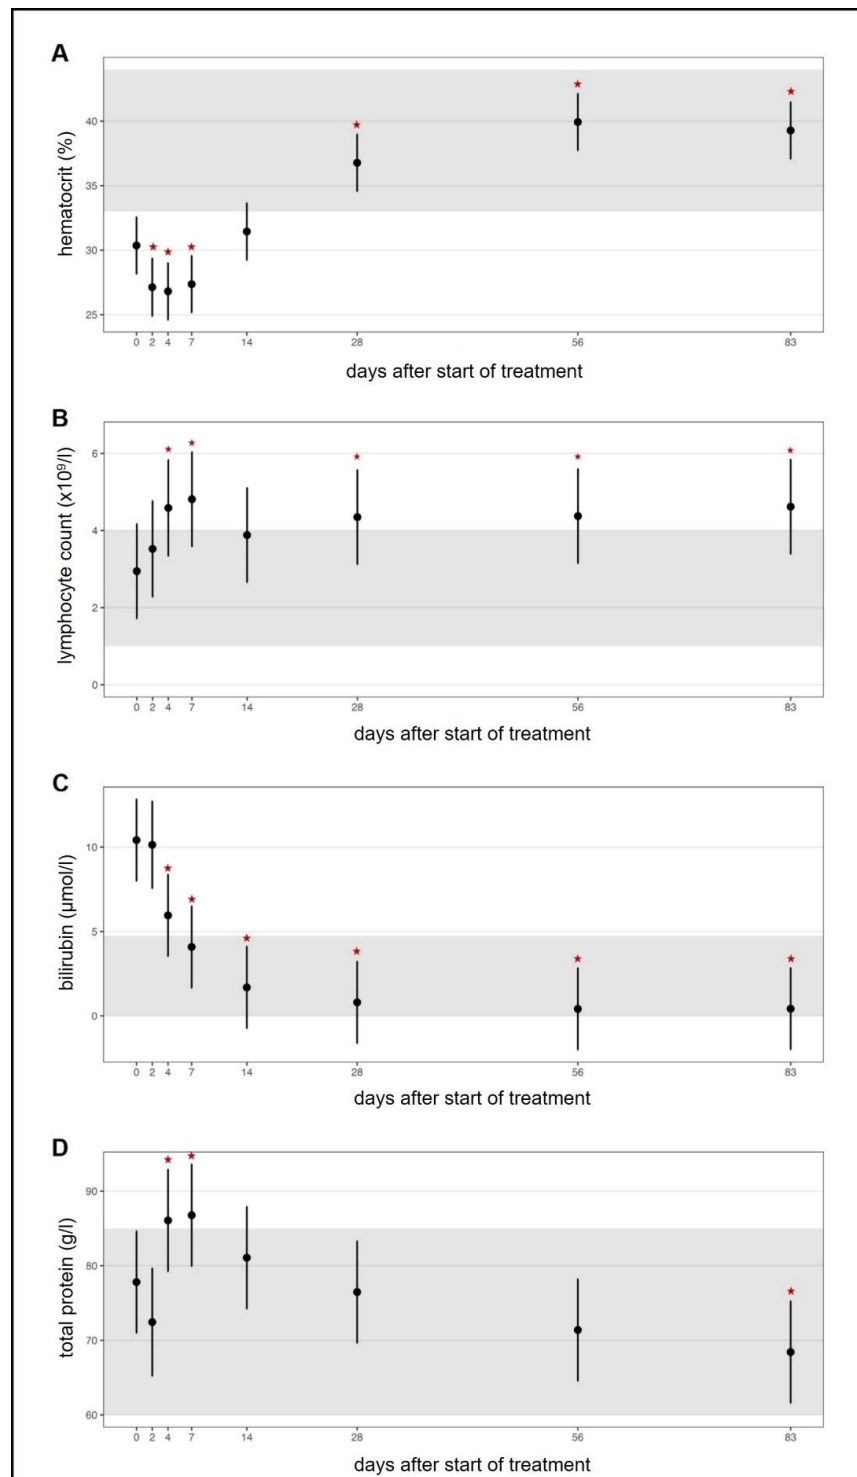 A
hematocrit (%)
40
35
30
25
0 2 4 7 14 28 56 83
days after start of treatment
B
lymphocyte count (x10⁹/l)
6
4
2
0
0 2 4 7 14 28 56 83
days after start of treatment
C
bilirubin (µmol/l)
10
5
0
0 2 4 7 14 28 56 83
days after start of treatment
D
total protein (g/l)
90
80
70
60
0 2 4 7 14 28 56 83
days after start of treatment